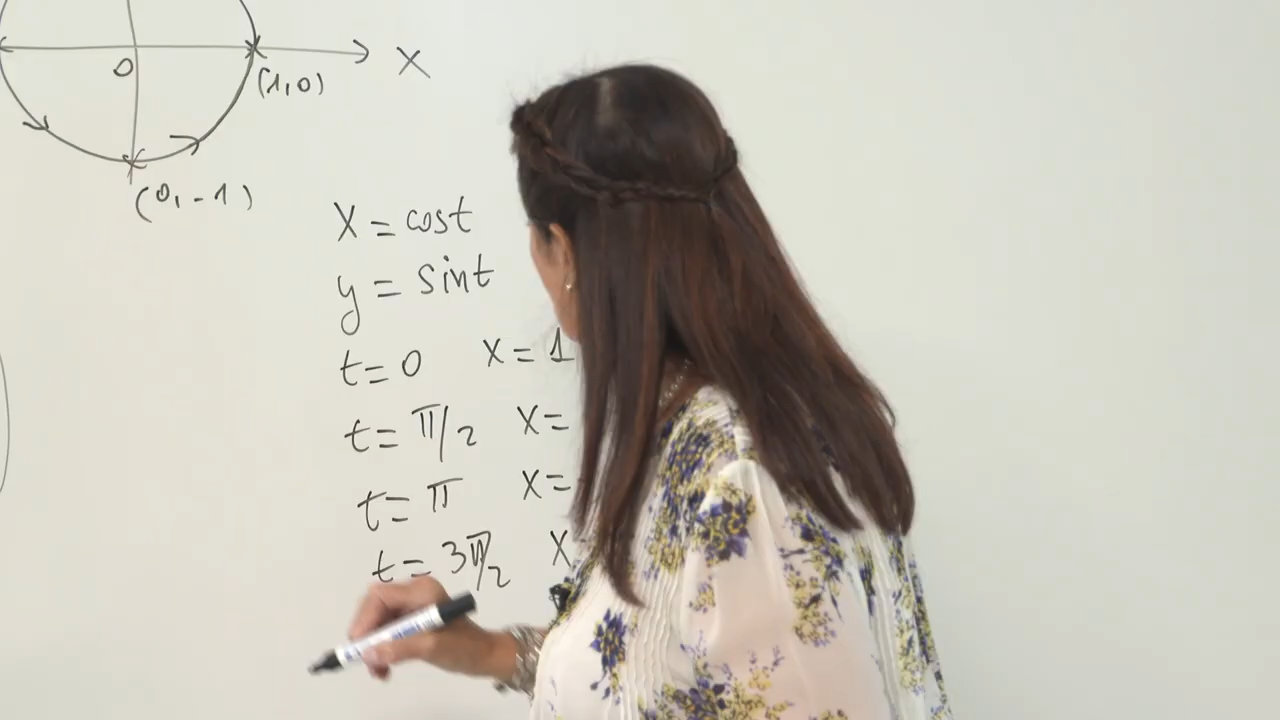 0
X
(1,0)
(0,-1)
X = cost
y = sint
t = 0 X = 1
t = π/2 X =
t = π X =
t = 3π/2 X